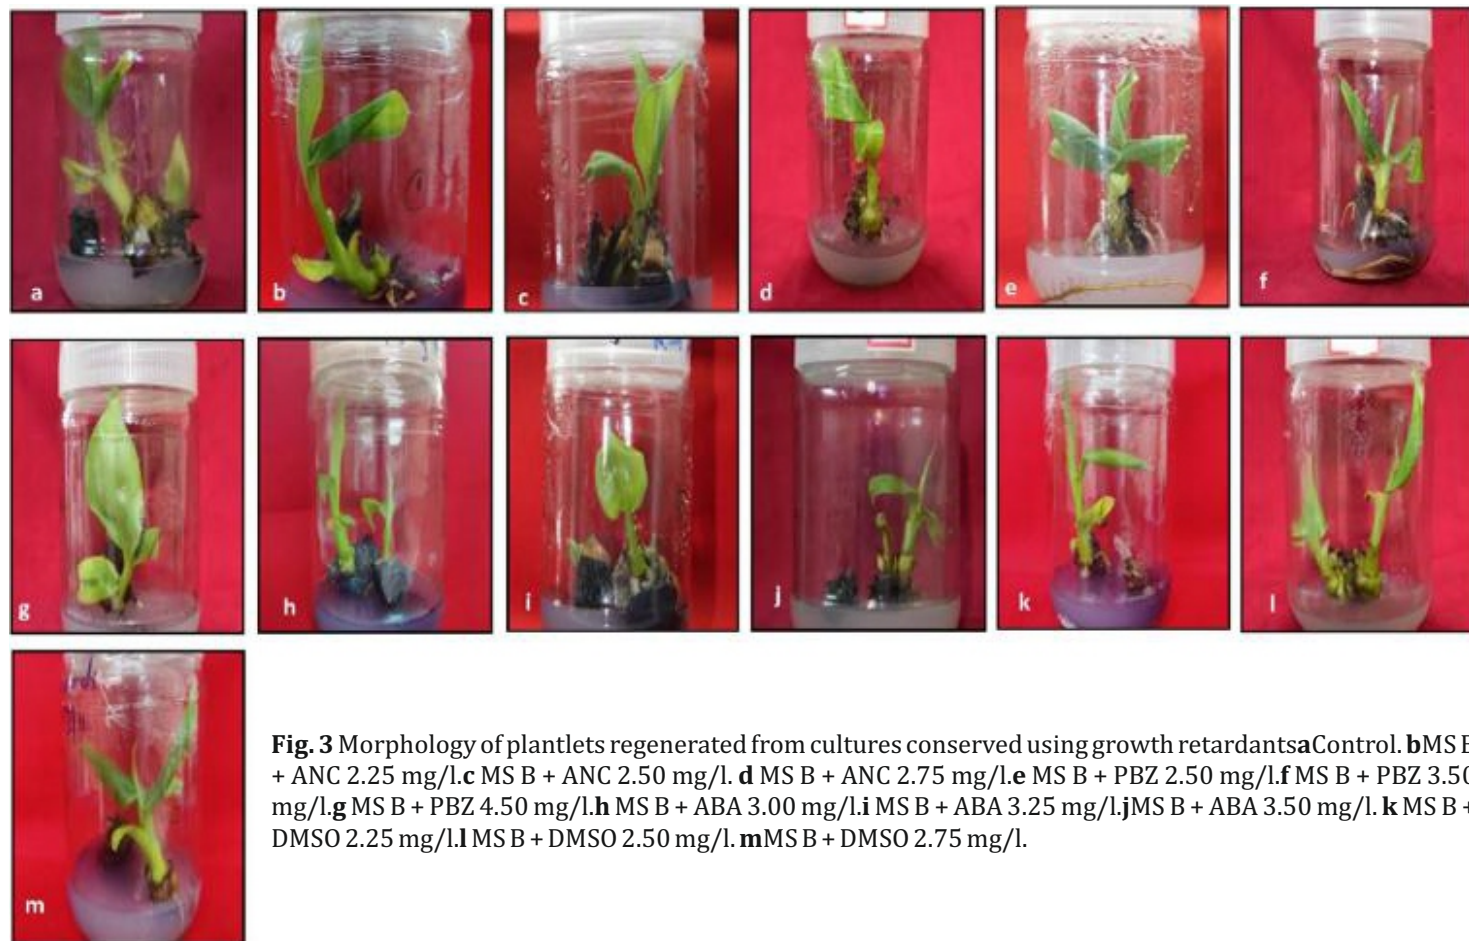 a
b
c
d
e
f
g
h
i
j
k
l
m
Fig. 3 Morphology of plantlets regenerated from cultures conserved using growth retardantsaControl. bMS B
+ ANC 2.25 mg/l.c MS B + ANC 2.50 mg/l. d MS B + ANC 2.75 mg/l.e MS B + PBZ 2.50 mg/l.f MS B + PBZ 3.50
mg/l.g MS B + PBZ 4.50 mg/l.h MS B + ABA 3.00 mg/l.i MS B + ABA 3.25 mg/l.jMS B + ABA 3.50 mg/l. k MS B +
DMSO 2.25 mg/l.l MS B + DMSO 2.50 mg/l. mMS B + DMSO 2.75 mg/l.